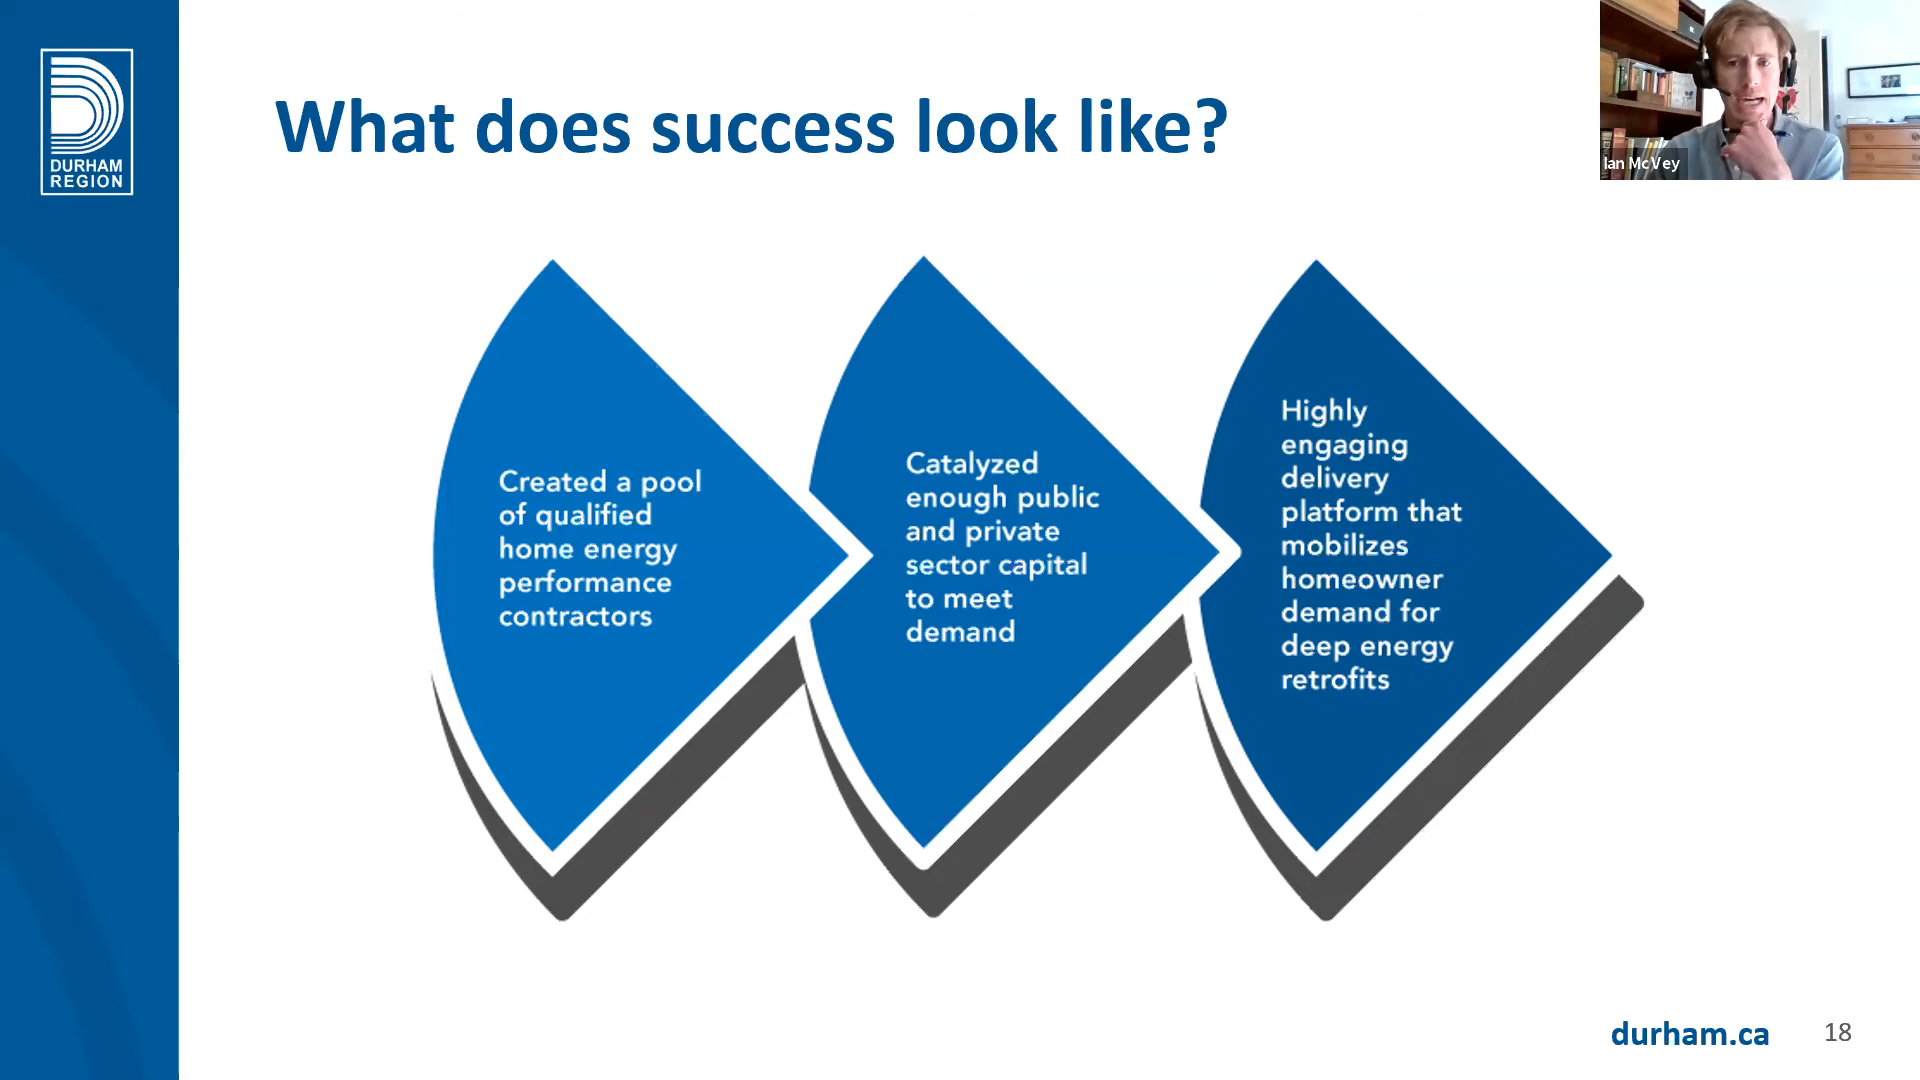 DURHAM
REGION
What does success look like?
Ian McVey
Created a pool
of qualified
home energy
performance
contractors
Catalyzed
enough public
and private
sector capital
to meet
demand
Highly
engaging
delivery
platform that
mobilizes
homeowner
demand for
deep energy
retrofits
durham.ca
18